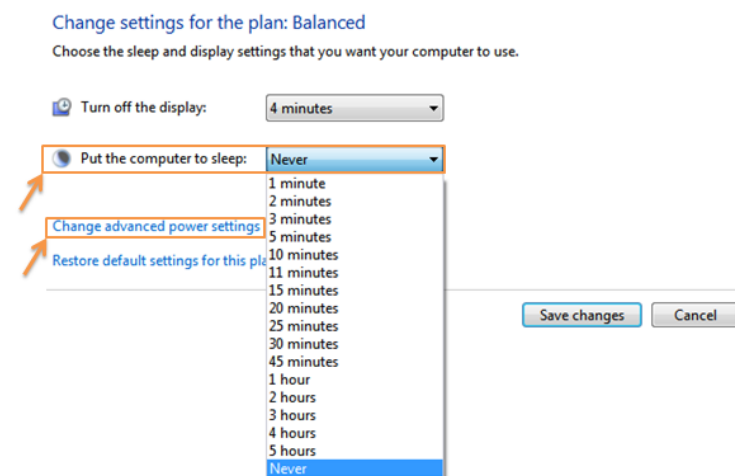 Change settings for the plan: Balanced
Choose the sleep and display settings that you want your computer to use.
Turn off the display: 4 minutes
Put the computer to sleep: Never
1 minute
2 minutes
Change advanced power settings 3 minutes
5 minutes
Restore default settings for this pla 10 minutes
11 minutes
15 minutes
20 minutes
Save changes Cancel
25 minutes
30 minutes
45 minutes
1 hour
2 hours
3 hours
4 hours
5 hours
Never